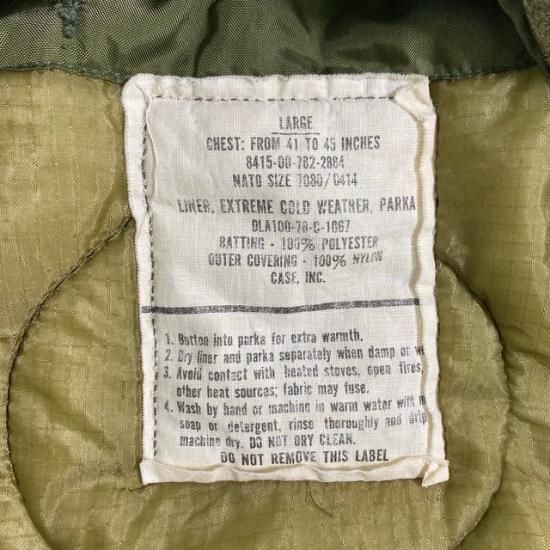 LARGE
CHEST: FROM 41 TO 45 INCHES
8415-00-782-2884
NATO SIZE 7080/0414
LINER, EXTREME COLD WEATHER, PARKA
DLA100-78-C-1067
BATTING - 100% POLYESTER
OUTER COVERING - 100% NYLON
CASE, INC.
1. Button into parka for extra warmth.
2. Dry liner and parka separately when damp or we
3. Avoid contact with heated stoves, open fires,
other heat sources; fabric may fuse.
4. Wash by hand or machine in warm water with m
soap or detergent, rinse thoroughly and drip
machine dry. DO NOT DRY CLEAN.
DO NOT REMOVE THIS LABEL